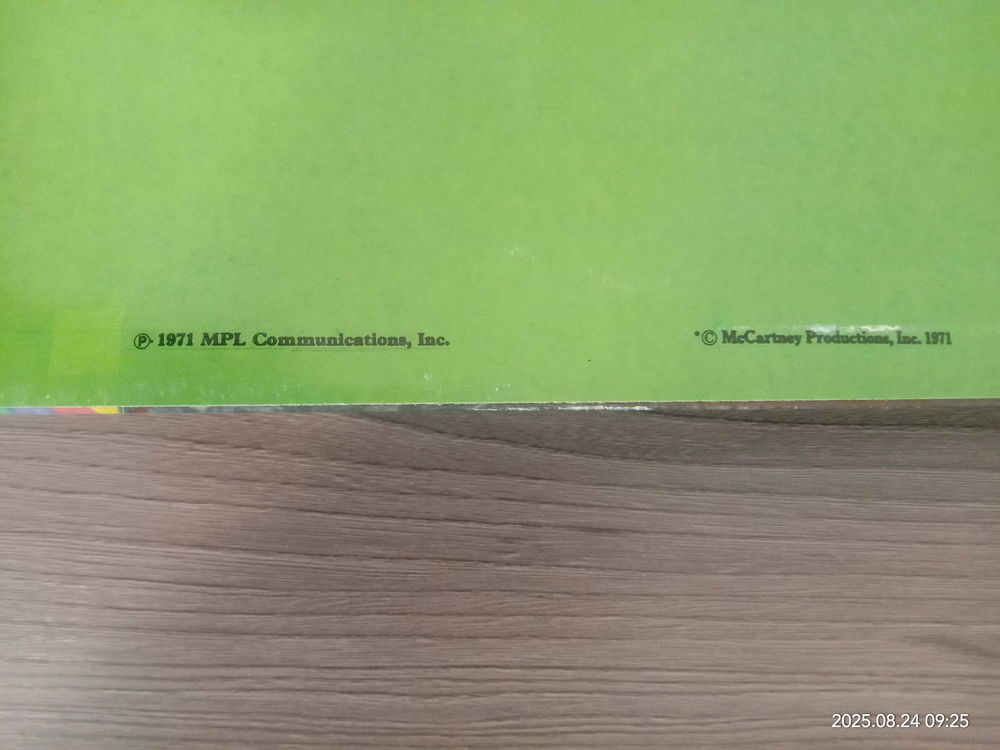 Ⓟ 1971 MPL Communications, Inc.
*© McCartney Productions, Inc. 1971
2025.08.24 09:25